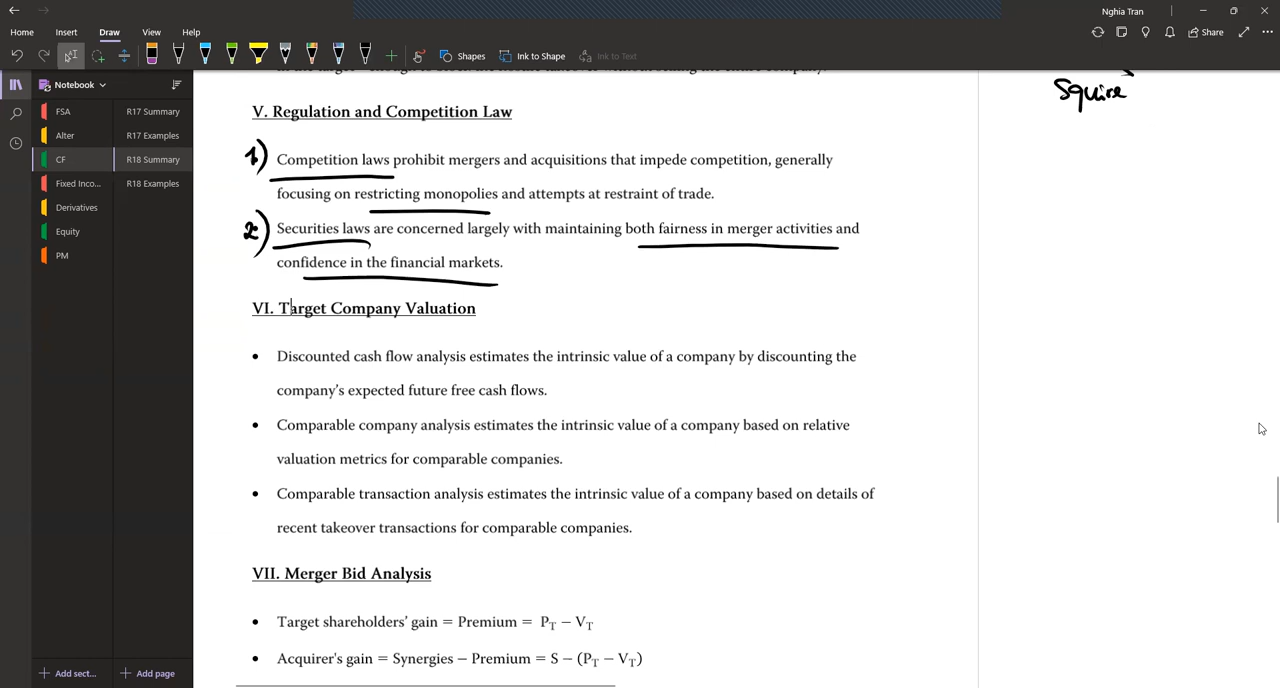 Nghia Tran
Home Insert Draw View Help
Shapes Ink to Shape Ink to Text Share
Notebook
FSA
Alter
CF
Fixed Inco...
Derivatives
Equity
PM
R17 Summary
R17 Examples
R18 Summary
R18 Examples
Squire
V. Regulation and Competition Law
1) Competition laws prohibit mergers and acquisitions that impede competition, generally
focusing on restricting monopolies and attempts at restraint of trade.
2) Securities laws are concerned largely with maintaining both fairness in merger activities and
confidence in the financial markets.
VI. Target Company Valuation
• Discounted cash flow analysis estimates the intrinsic value of a company by discounting the
company's expected future free cash flows.
• Comparable company analysis estimates the intrinsic value of a company based on relative
valuation metrics for comparable companies.
• Comparable transaction analysis estimates the intrinsic value of a company based on details of
recent takeover transactions for comparable companies.
VII. Merger Bid Analysis
• Target shareholders' gain = Premium = P_T − V_T
• Acquirer's gain = Synergies − Premium = S − (P_T − V_T)
Add sect... Add page